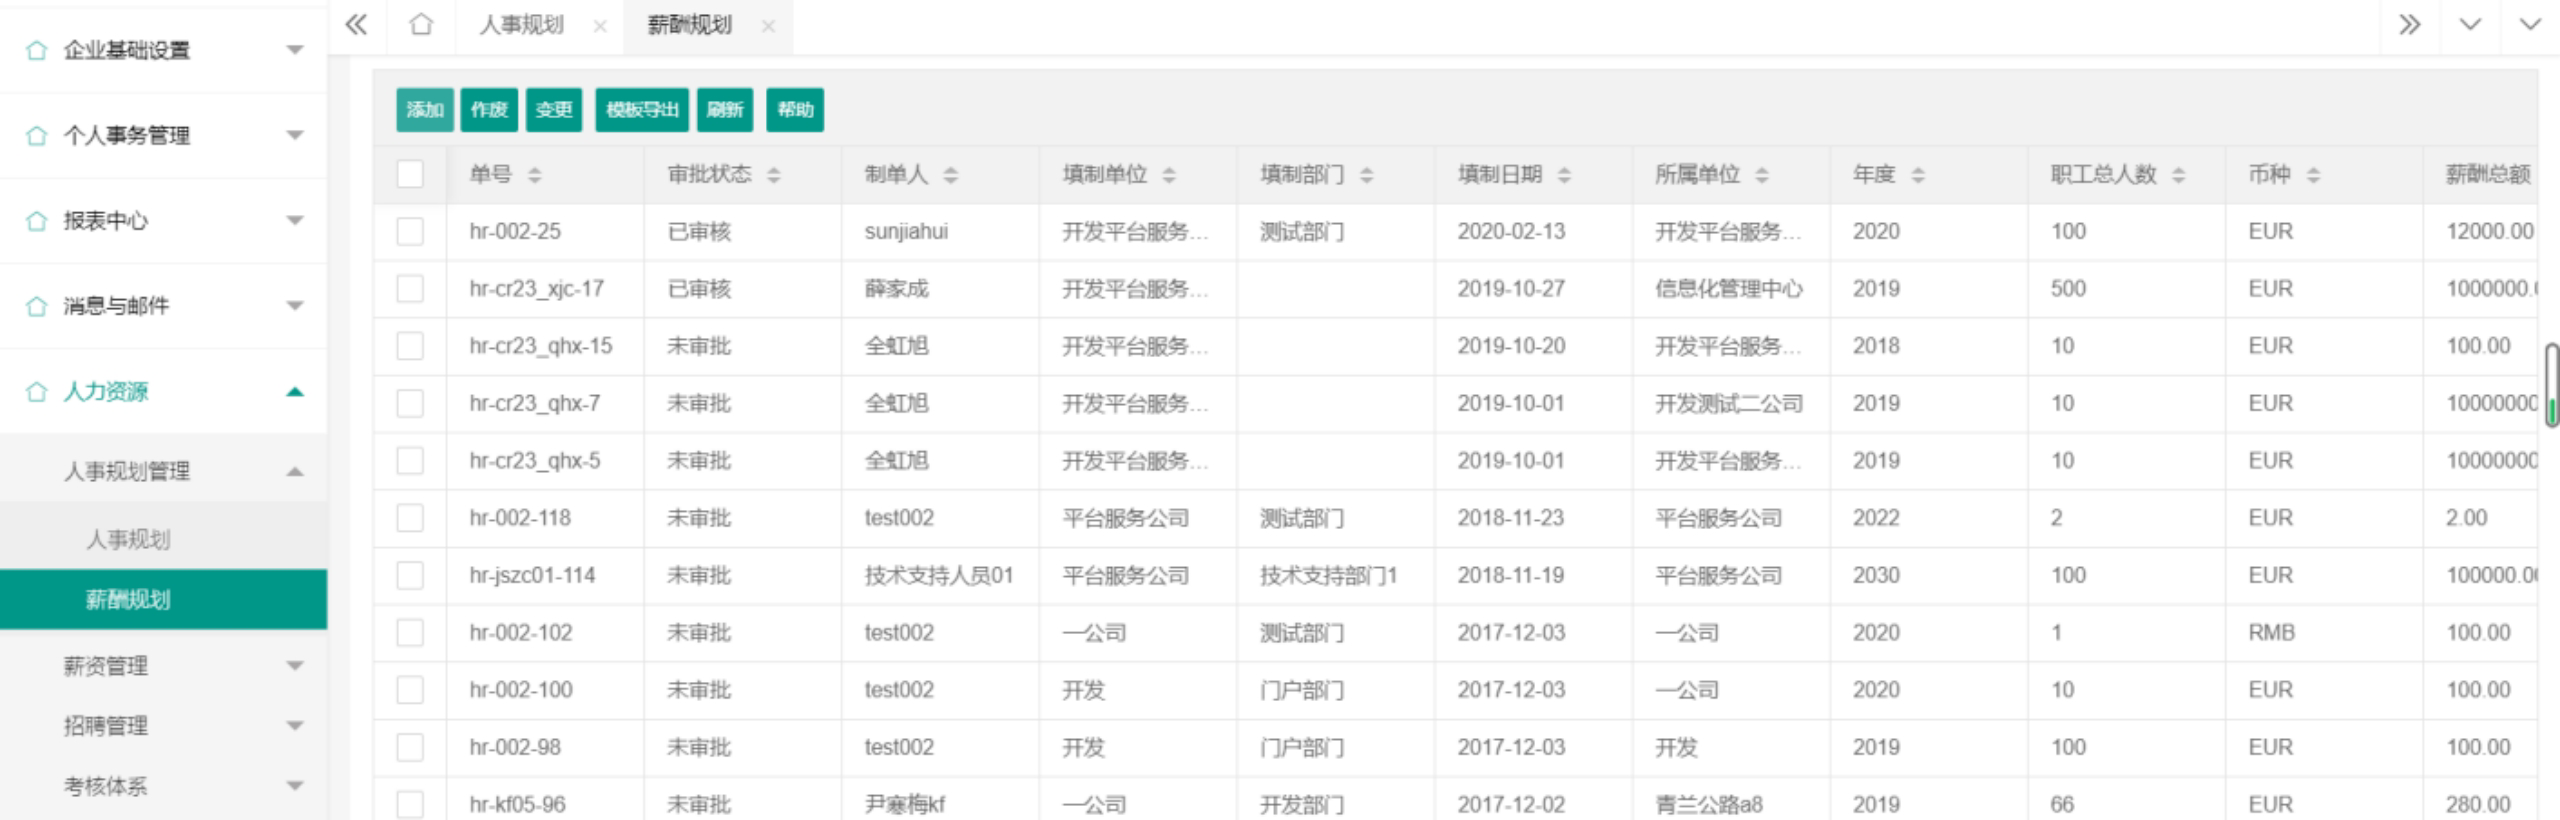 企业基础设置
个人事务管理
报表中心
消息与邮件
人力资源
人事规划管理
人事规划
薪酬规划
薪资管理
招聘管理
考核体系
人事规划 薪酬规划
添加 作废 变更 模板导出 刷新 帮助
单号 审批状态 制单人 填制单位 填制部门 填制日期 所属单位 年度 职工总人数 币种 薪酬总额
hr-002-25 已审核 sunjiahui 开发平台服务... 测试部门 2020-02-13 开发平台服务... 2020 100 EUR 12000.00
hr-cr23_xjc-17 已审核 薛家成 开发平台服务... 2019-10-27 信息化管理中心 2019 500 EUR 1000000.
hr-cr23_qhx-15 未审批 全虹旭 开发平台服务... 2019-10-20 开发平台服务... 2018 10 EUR 100.00
hr-cr23_qhx-7 未审批 全虹旭 开发平台服务... 2019-10-01 开发测试二公司 2019 10 EUR 10000000
hr-cr23_qhx-5 未审批 全虹旭 开发平台服务... 2019-10-01 开发平台服务... 2019 10 EUR 10000000
hr-002-118 未审批 test002 平台服务公司 测试部门 2018-11-23 平台服务公司 2022 2 EUR 2.00
hr-jszc01-114 未审批 技术支持人员01 平台服务公司 技术支持部门1 2018-11-19 平台服务公司 2030 100 EUR 100000.0
hr-002-102 未审批 test002 一公司 测试部门 2017-12-03 一公司 2020 1 RMB 100.00
hr-002-100 未审批 test002 开发 门户部门 2017-12-03 一公司 2020 10 EUR 100.00
hr-002-98 未审批 test002 开发 门户部门 2017-12-03 开发 2019 100 EUR 100.00
hr-kf05-96 未审批 尹寒梅kf 一公司 开发部门 2017-12-02 青兰公路a8 2019 66 EUR 280.00